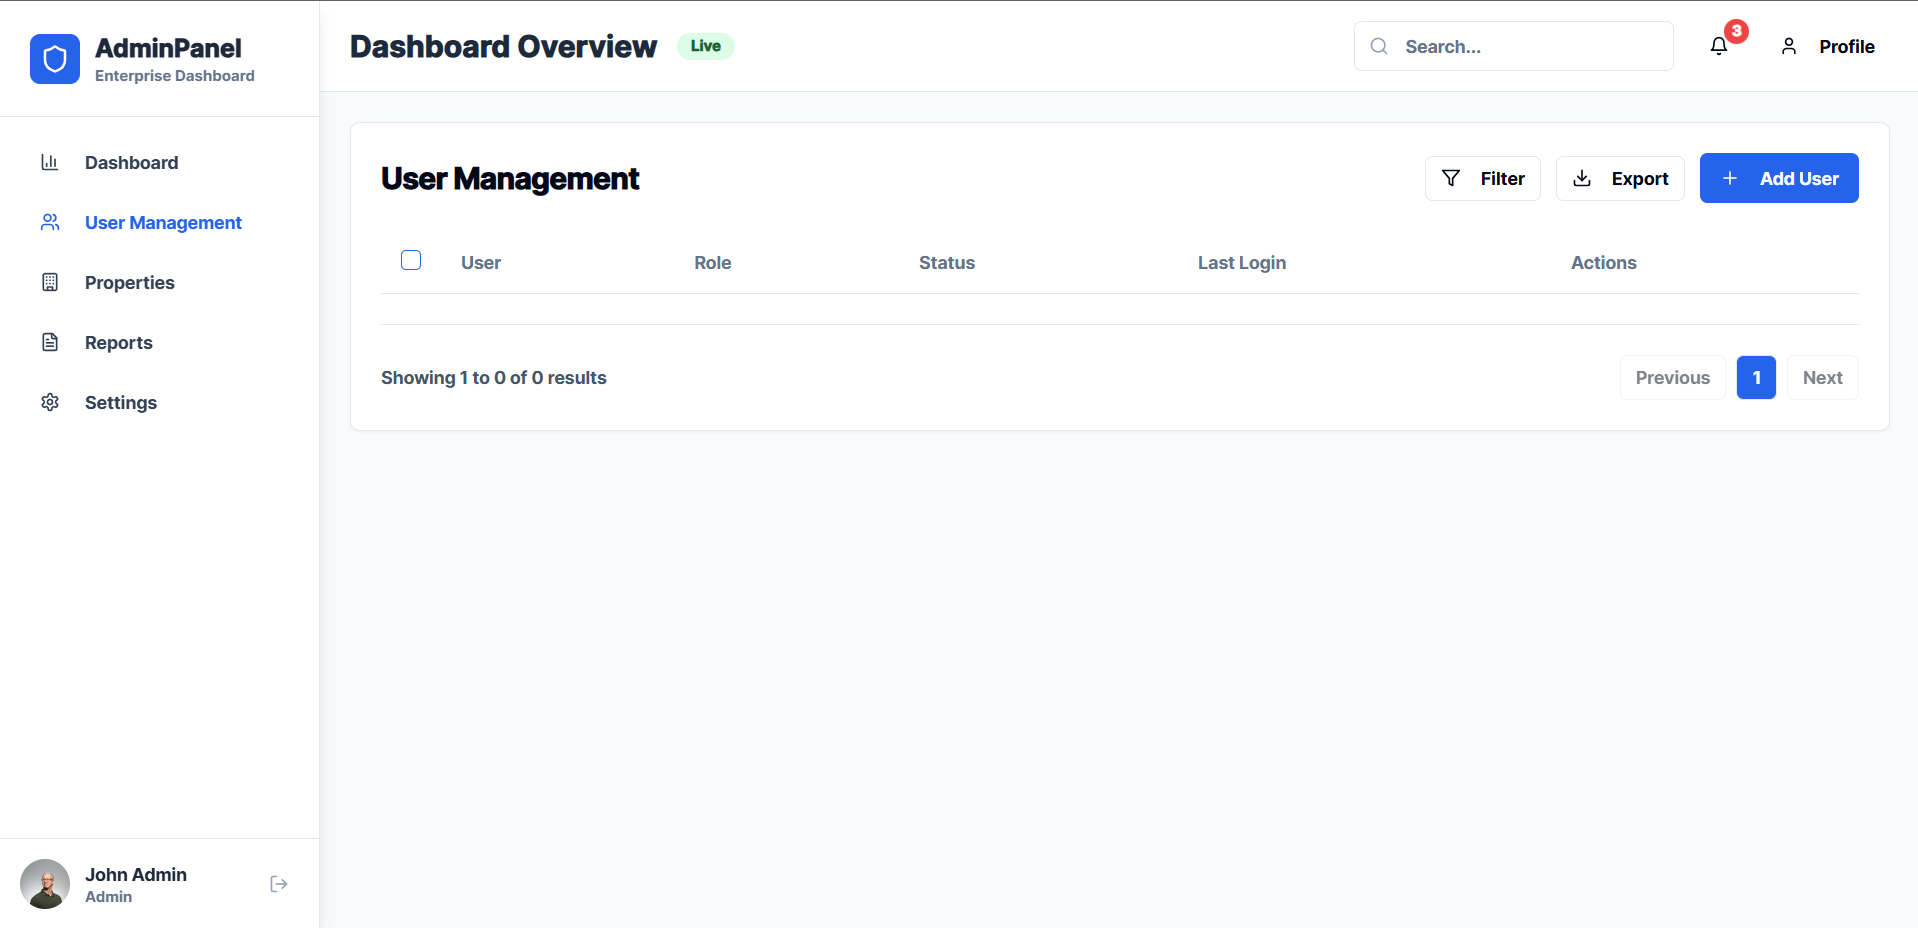 AdminPanel
Enterprise Dashboard
Dashboard
User Management
Properties
Reports
Settings
John Admin
Admin
Dashboard Overview
Live
Search...
3
Profile
User Management
Filter
Export
Add User
User
Role
Status
Last Login
Actions
Showing 1 to 0 of 0 results
Previous
1
Next